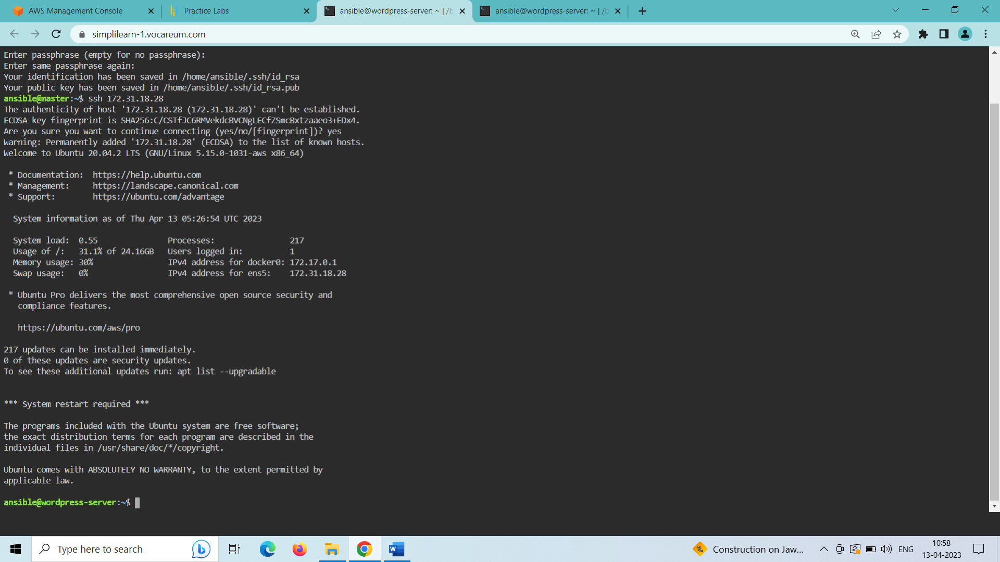 AWS Management Console
Practice Labs
ansible@wordpress-server: ~ | /b
ansible@wordpress-server: ~ | /b
simplilearn-1.vocareum.com
Enter passphrase (empty for no passphrase):
Enter same passphrase again:
Your identification has been saved in /home/ansible/.ssh/id_rsa
Your public key has been saved in /home/ansible/.ssh/id_rsa.pub
ansible@master:~$ ssh 172.31.18.28
The authenticity of host '172.31.18.28 (172.31.18.28)' can't be established.
ECDSA key fingerprint is SHA256:C/CSTfJC6RMVekdcBVCNgLECfZSmcBxtzaaeo3+EDx4.
Are you sure you want to continue connecting (yes/no/[fingerprint])? yes
Warning: Permanently added '172.31.18.28' (ECDSA) to the list of known hosts.
Welcome to Ubuntu 20.04.2 LTS (GNU/Linux 5.15.0-1031-aws x86_64)
* Documentation:  https://help.ubuntu.com
* Management:     https://landscape.canonical.com
* Support:        https://ubuntu.com/advantage
System information as of Thu Apr 13 05:26:54 UTC 2023
System load:  0.55               Processes:                217
Usage of /:   31.1% of 24.16GB   Users logged in:          1
Memory usage: 30%                IPv4 address for docker0: 172.17.0.1
Swap usage:   0%                 IPv4 address for ens5:    172.31.18.28
* Ubuntu Pro delivers the most comprehensive open source security and
compliance features.
https://ubuntu.com/aws/pro
217 updates can be installed immediately.
0 of these updates are security updates.
To see these additional updates run: apt list --upgradable
*** System restart required ***
The programs included with the Ubuntu system are free software;
the exact distribution terms for each program are described in the
individual files in /usr/share/doc/*/copyright.
Ubuntu comes with ABSOLUTELY NO WARRANTY, to the extent permitted by
applicable law.
ansible@wordpress-server:~$
Type here to search
Construction on Jaw...
ENG
10:58
13-04-2023